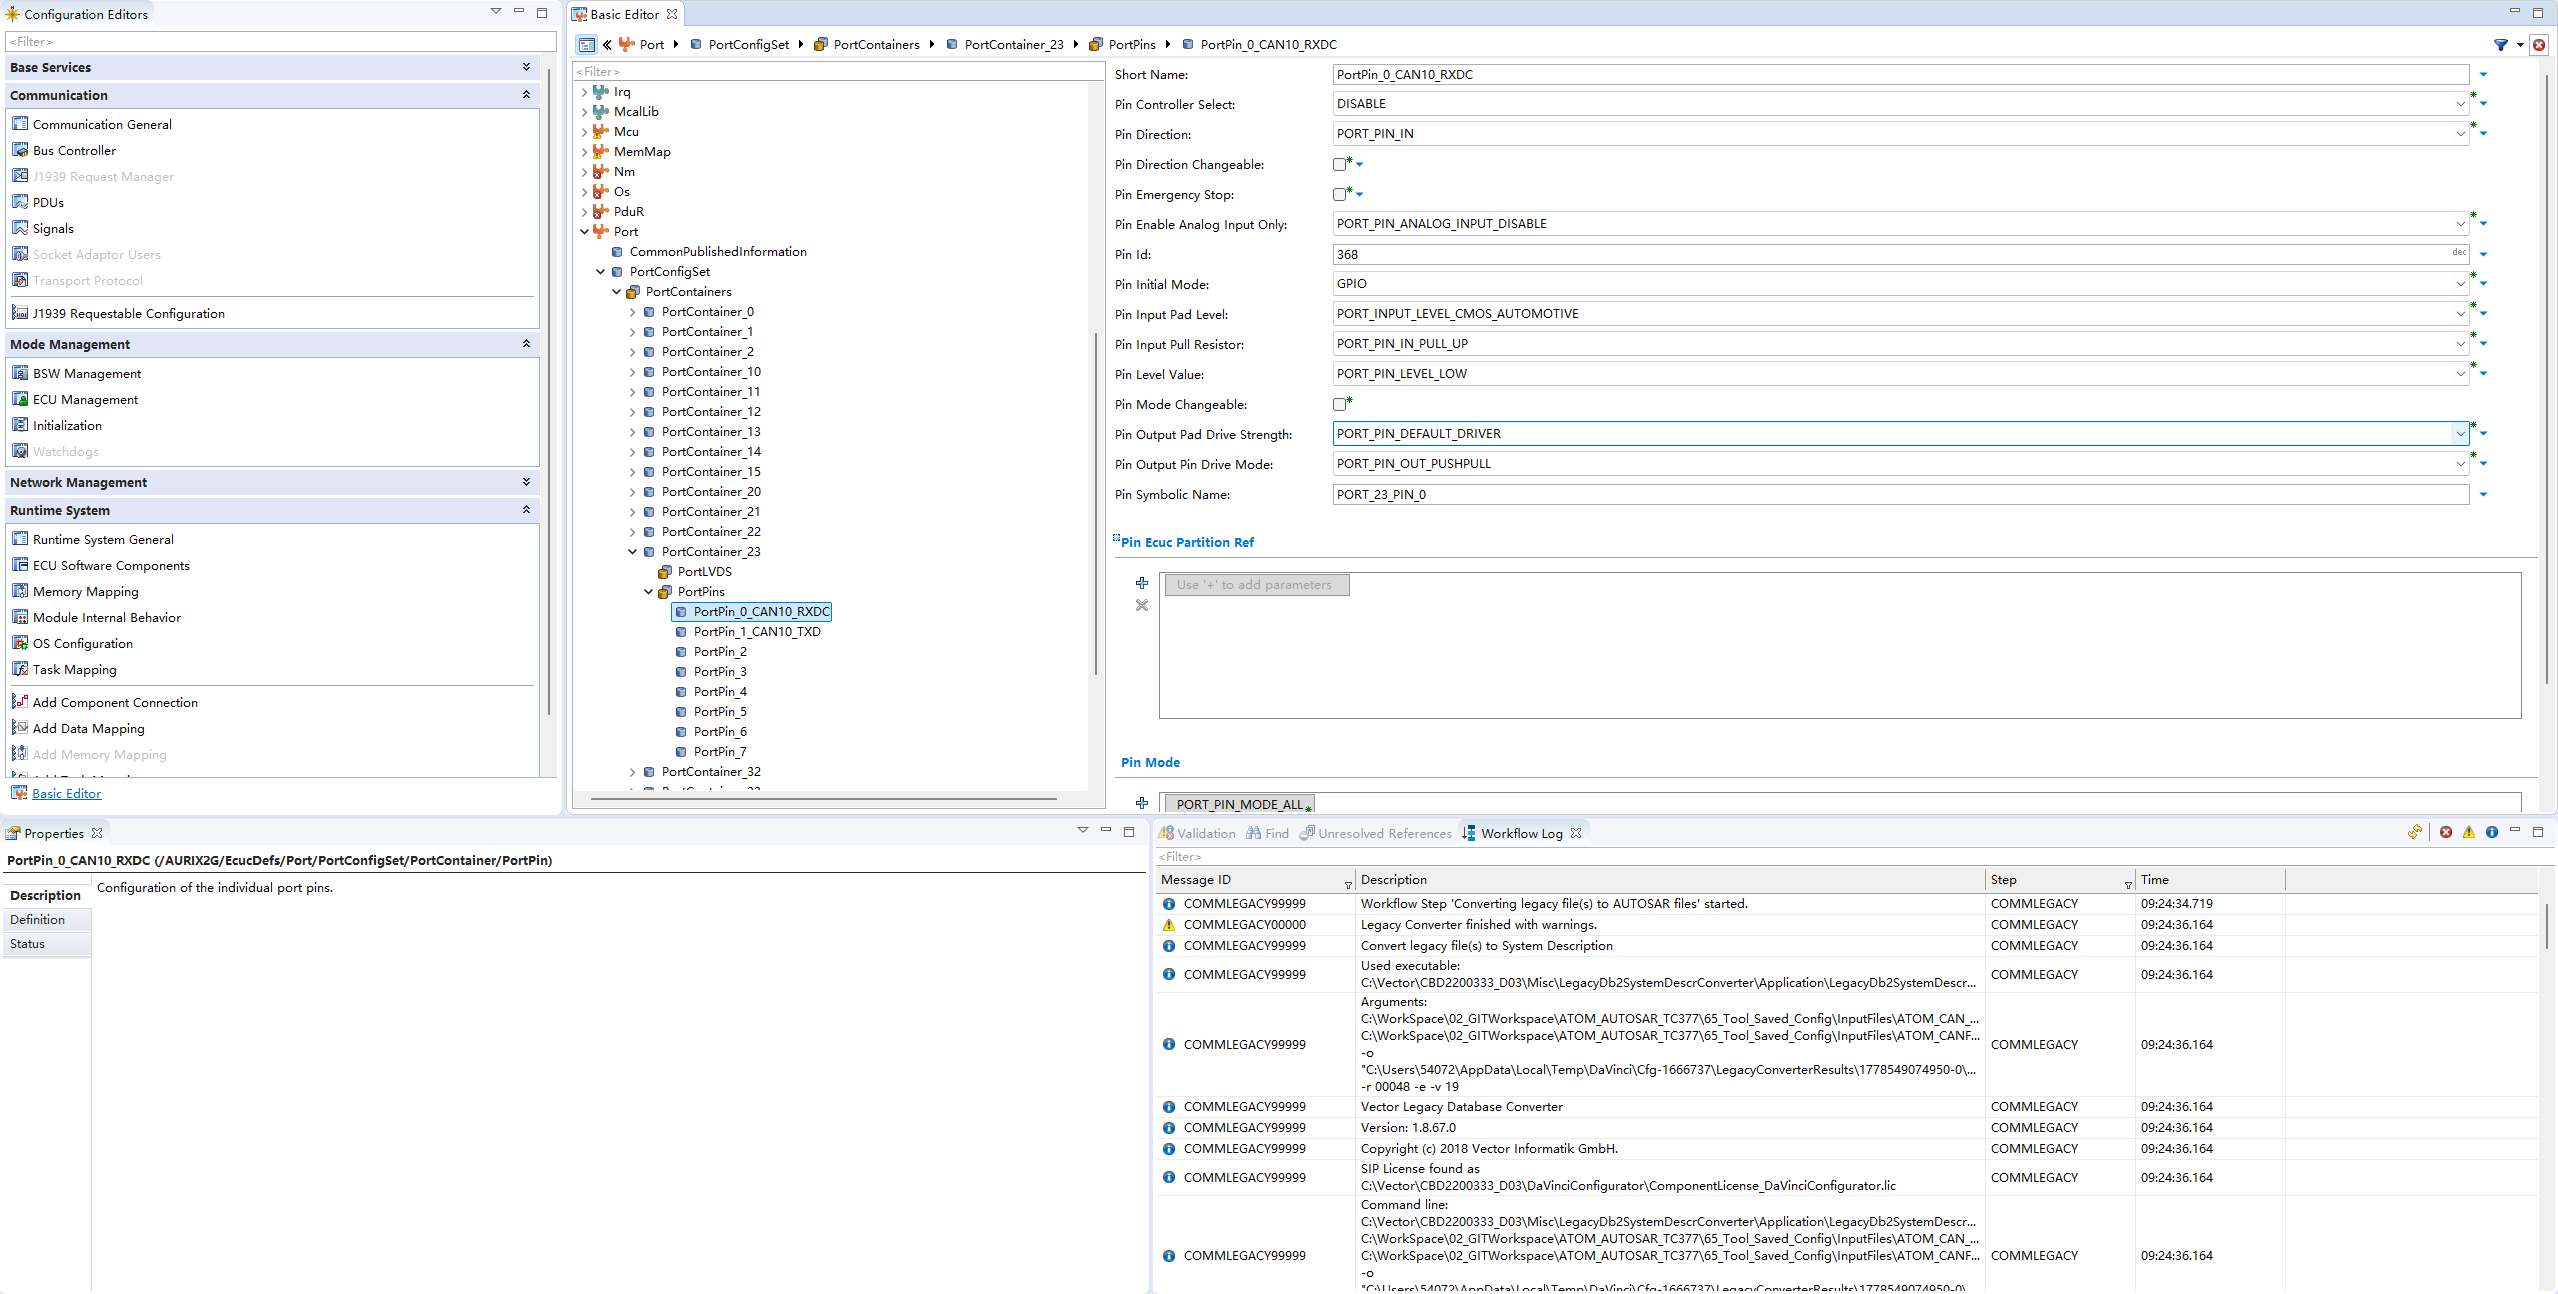 Configuration Editors
<Filter>
Base Services
Communication
Communication General
Bus Controller
J1939 Request Manager
PDUs
Signals
Socket Adaptor Users
Transport Protocol
J1939 Requestable Configuration
Mode Management
BSW Management
ECU Management
Initialization
Watchdogs
Network Management
Runtime System
Runtime System General
ECU Software Components
Memory Mapping
Module Internal Behavior
OS Configuration
Task Mapping
Add Component Connection
Add Data Mapping
Add Memory Mapping
Basic Editor
Basic Editor
Port
PortConfigSet
PortContainers
PortContainer_23
PortPins
PortPin_0_CAN10_RXDC
<Filter>
Irq
McalLib
Mcu
MemMap
Nm
Os
PduR
Port
CommonPublishedInformation
PortConfigSet
PortContainers
PortContainer_0
PortContainer_1
PortContainer_2
PortContainer_10
PortContainer_11
PortContainer_12
PortContainer_13
PortContainer_14
PortContainer_15
PortContainer_20
PortContainer_21
PortContainer_22
PortContainer_23
PortLVDS
PortPins
PortPin_0_CAN10_RXDC
PortPin_1_CAN10_TXD
PortPin_2
PortPin_3
PortPin_4
PortPin_5
PortPin_6
PortPin_7
PortContainer_32
Short Name: PortPin_0_CAN10_RXDC
Pin Controller Select: DISABLE
Pin Direction: PORT_PIN_IN
Pin Direction Changeable:
Pin Emergency Stop:
Pin Enable Analog Input Only: PORT_PIN_ANALOG_INPUT_DISABLE
Pin Id: 368 dec
Pin Initial Mode: GPIO
Pin Input Pad Level: PORT_INPUT_LEVEL_CMOS_AUTOMOTIVE
Pin Input Pull Resistor: PORT_PIN_IN_PULL_UP
Pin Level Value: PORT_PIN_LEVEL_LOW
Pin Mode Changeable:
Pin Output Pad Drive Strength: PORT_PIN_DEFAULT_DRIVER
Pin Output Pin Drive Mode: PORT_PIN_OUT_PUSHPULL
Pin Symbolic Name: PORT_23_PIN_0
Pin Ecuc Partition Ref
Use '+' to add parameters
Pin Mode
PORT_PIN_MODE_ALL
Properties
PortPin_0_CAN10_RXDC (/AURIX2G/EcucDefs/Port/PortConfigSet/PortContainer/PortPin)
Description
Definition
Status
Configuration of the individual port pins.
Validation Find Unresolved References Workflow Log
<Filter>
Message ID Description Step Time
COMMLEGACY99999 Workflow Step 'Converting legacy file(s) to AUTOSAR files' started. COMMLEGACY 09:24:34.719
COMMLEGACY00000 Legacy Converter finished with warnings. COMMLEGACY 09:24:36.164
COMMLEGACY99999 Convert legacy file(s) to System Description COMMLEGACY 09:24:36.164
Used executable:
COMMLEGACY99999 C:\Vector\CBD2200333_D03\Misc\LegacyDb2SystemDescrConverter\Application\LegacyDb2SystemDescr... COMMLEGACY 09:24:36.164
Arguments:
C:\WorkSpace\02_GITWorkspace\ATOM_AUTOSAR_TC377\65_Tool_Saved_Config\InputFiles\ATOM_CAN_...
C:\WorkSpace\02_GITWorkspace\ATOM_AUTOSAR_TC377\65_Tool_Saved_Config\InputFiles\ATOM_CANF...
COMMLEGACY99999 -o COMMLEGACY 09:24:36.164
"C:\Users\54072\AppData\Local\Temp\DaVinci\Cfg-1666737\LegacyConverterResults\1778549074950-0\...
-r 00048 -e -v 19
COMMLEGACY99999 Vector Legacy Database Converter COMMLEGACY 09:24:36.164
COMMLEGACY99999 Version: 1.8.67.0 COMMLEGACY 09:24:36.164
COMMLEGACY99999 Copyright (c) 2018 Vector Informatik GmbH. COMMLEGACY 09:24:36.164
SIP License found as
COMMLEGACY99999 C:\Vector\CBD2200333_D03\DaVinciConfigurator\ComponentLicense_DaVinciConfigurator.lic COMMLEGACY 09:24:36.164
Command line:
C:\Vector\CBD2200333_D03\Misc\LegacyDb2SystemDescrConverter\Application\LegacyDb2SystemDescr...
C:\WorkSpace\02_GITWorkspace\ATOM_AUTOSAR_TC377\65_Tool_Saved_Config\InputFiles\ATOM_CAN_...
COMMLEGACY99999 C:\WorkSpace\02_GITWorkspace\ATOM_AUTOSAR_TC377\65_Tool_Saved_Config\InputFiles\ATOM_CANF... COMMLEGACY 09:24:36.164
-o
"C:\Users\54072\AppData\Local\Temp\DaVinci\Cfg-1666737\LegacyConverterResults\1778549074950-0\...